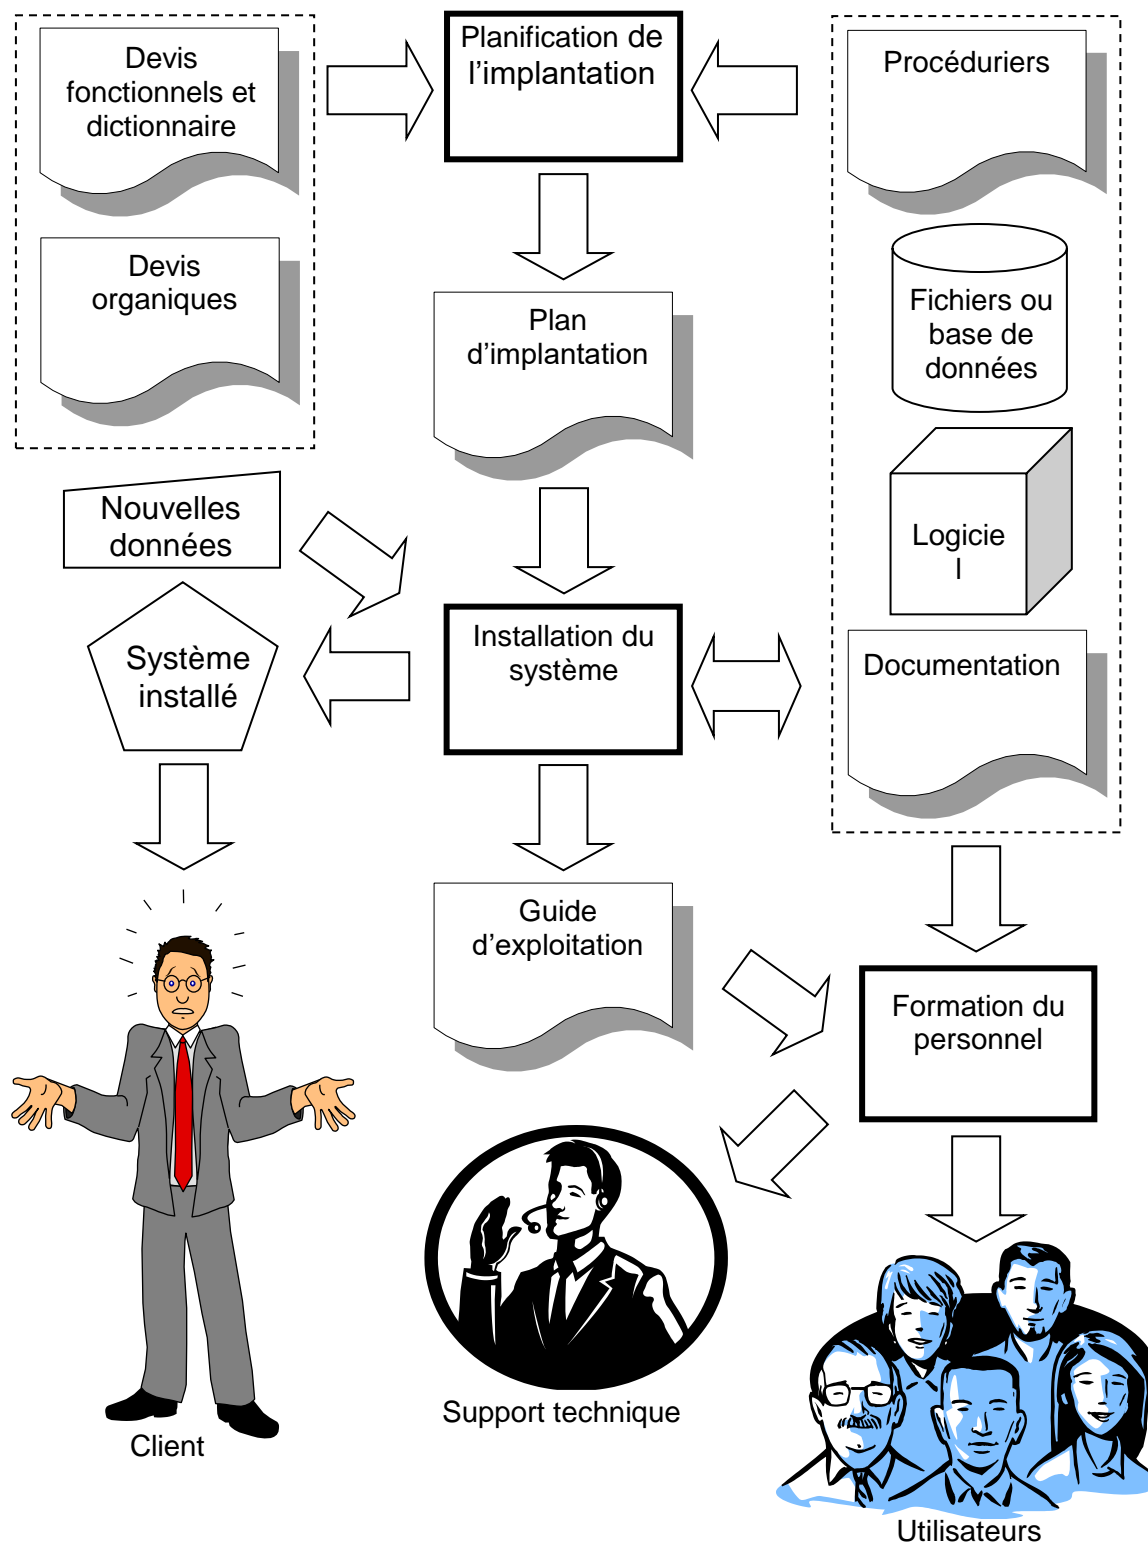 Devis
fonctionnels et
dictionnaire
Planification de
l’implantation
Procéduriers
Devis
organiques
Plan
d’implantation
Fichiers ou
base de
données
Nouvelles
données
Logicie
l
Système
installé
Installation du
système
Documentation
Guide
d’exploitation
Formation du
personnel
Client
Support technique
Utilisateurs